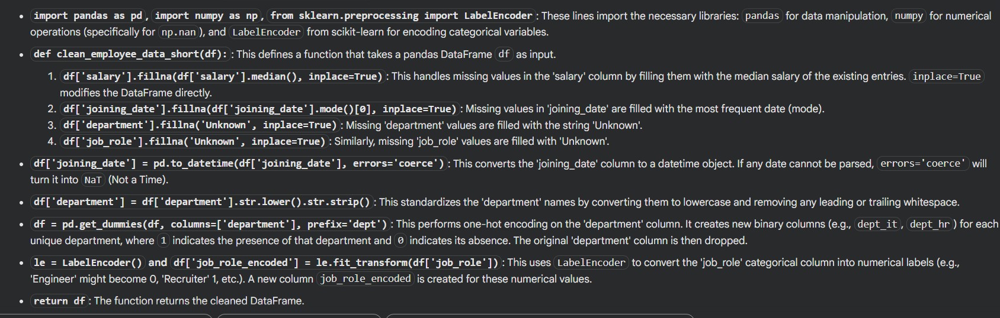 • import pandas as pd, import numpy as np, from sklearn.preprocessing import LabelEncoder: These lines import the necessary libraries: pandas for data manipulation, numpy for numerical
operations (specifically for np.nan), and LabelEncoder from scikit-learn for encoding categorical variables.
• def clean_employee_data_short(df):: This defines a function that takes a pandas DataFrame df as input.
1. df['salary'].fillna(df['salary'].median(), inplace=True): This handles missing values in the 'salary' column by filling them with the median salary of the existing entries. inplace=True
modifies the DataFrame directly.
2. df['joining_date'].fillna(df['joining_date'].mode()[0], inplace=True): Missing values in 'joining_date' are filled with the most frequent date (mode).
3. df['department'].fillna('Unknown', inplace=True): Missing 'department' values are filled with the string 'Unknown'.
4. df['job_role'].fillna('Unknown', inplace=True): Similarly, missing 'job_role' values are filled with 'Unknown'.
• df['joining_date'] = pd.to_datetime(df['joining_date'], errors='coerce'): This converts the 'joining_date' column to a datetime object. If any date cannot be parsed, errors='coerce' will
turn it into NaT (Not a Time).
• df['department'] = df['department'].str.lower().str.strip(): This standardizes the 'department' names by converting them to lowercase and removing any leading or trailing whitespace.
• df = pd.get_dummies(df, columns=['department'], prefix='dept'): This performs one-hot encoding on the 'department' column. It creates new binary columns (e.g., dept_it, dept_hr) for each
unique department, where 1 indicates the presence of that department and 0 indicates its absence. The original 'department' column is then dropped.
• le = LabelEncoder() and df['job_role_encoded'] = le.fit_transform(df['job_role']): This uses LabelEncoder to convert the 'job_role' categorical column into numerical labels (e.g.,
'Engineer' might become 0, 'Recruiter' 1, etc.). A new column job_role_encoded is created for these numerical values.
• return df: The function returns the cleaned DataFrame.